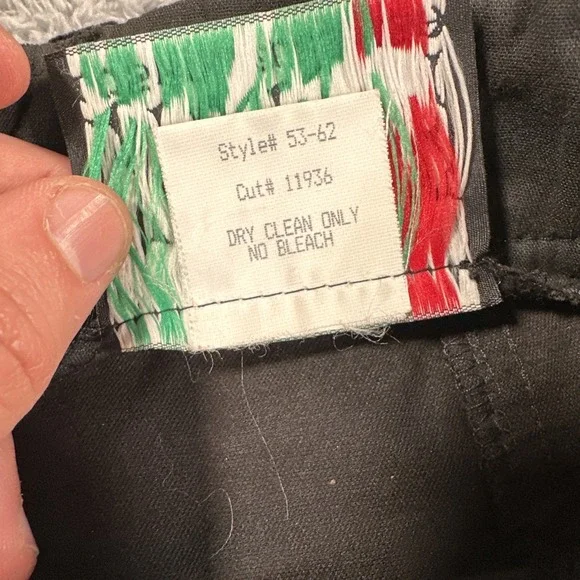 Style# 53-62
Cut# 11936
DRY CLEAN ONLY
NO BLEACH